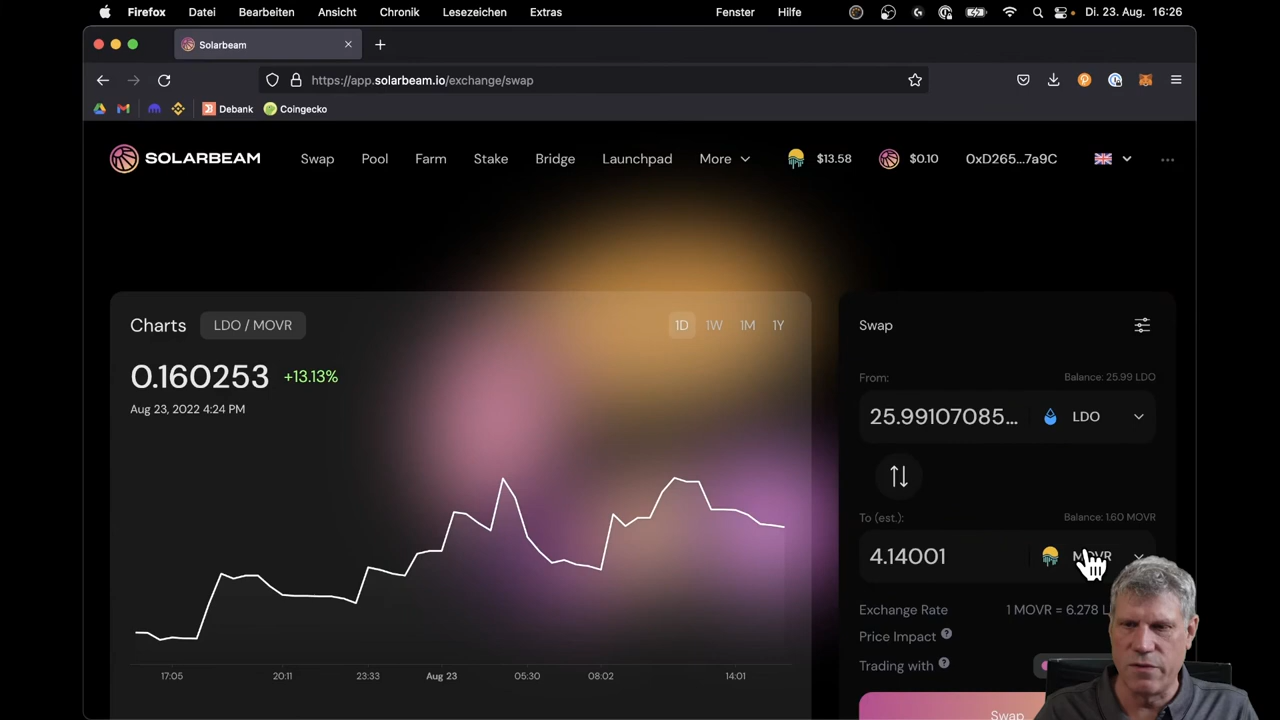 Firefox Datei Bearbeiten Ansicht Chronik Lesezeichen Extras Fenster Hilfe Di. 23. Aug. 16:26
Solarbeam
https://app.solarbeam.io/exchange/swap
Debank Coingecko
SOLARBEAM Swap Pool Farm Stake Bridge Launchpad More $13.58 $0.10 0xD265...7a9C
Charts LDO / MOVR 1D 1W 1M 1Y
0.160253 +13.13%
Aug 23, 2022 4:24 PM
17:05 20:11 23:33 Aug 23 05:30 08:02 14:01
Swap
From: Balance: 25.99 LDO
25.99107085... LDO
To (est.): Balance: 1.60 MOVR
4.14001 MOVR
Exchange Rate 1 MOVR = 6.278
Price Impact ?
Trading with ?
Swap